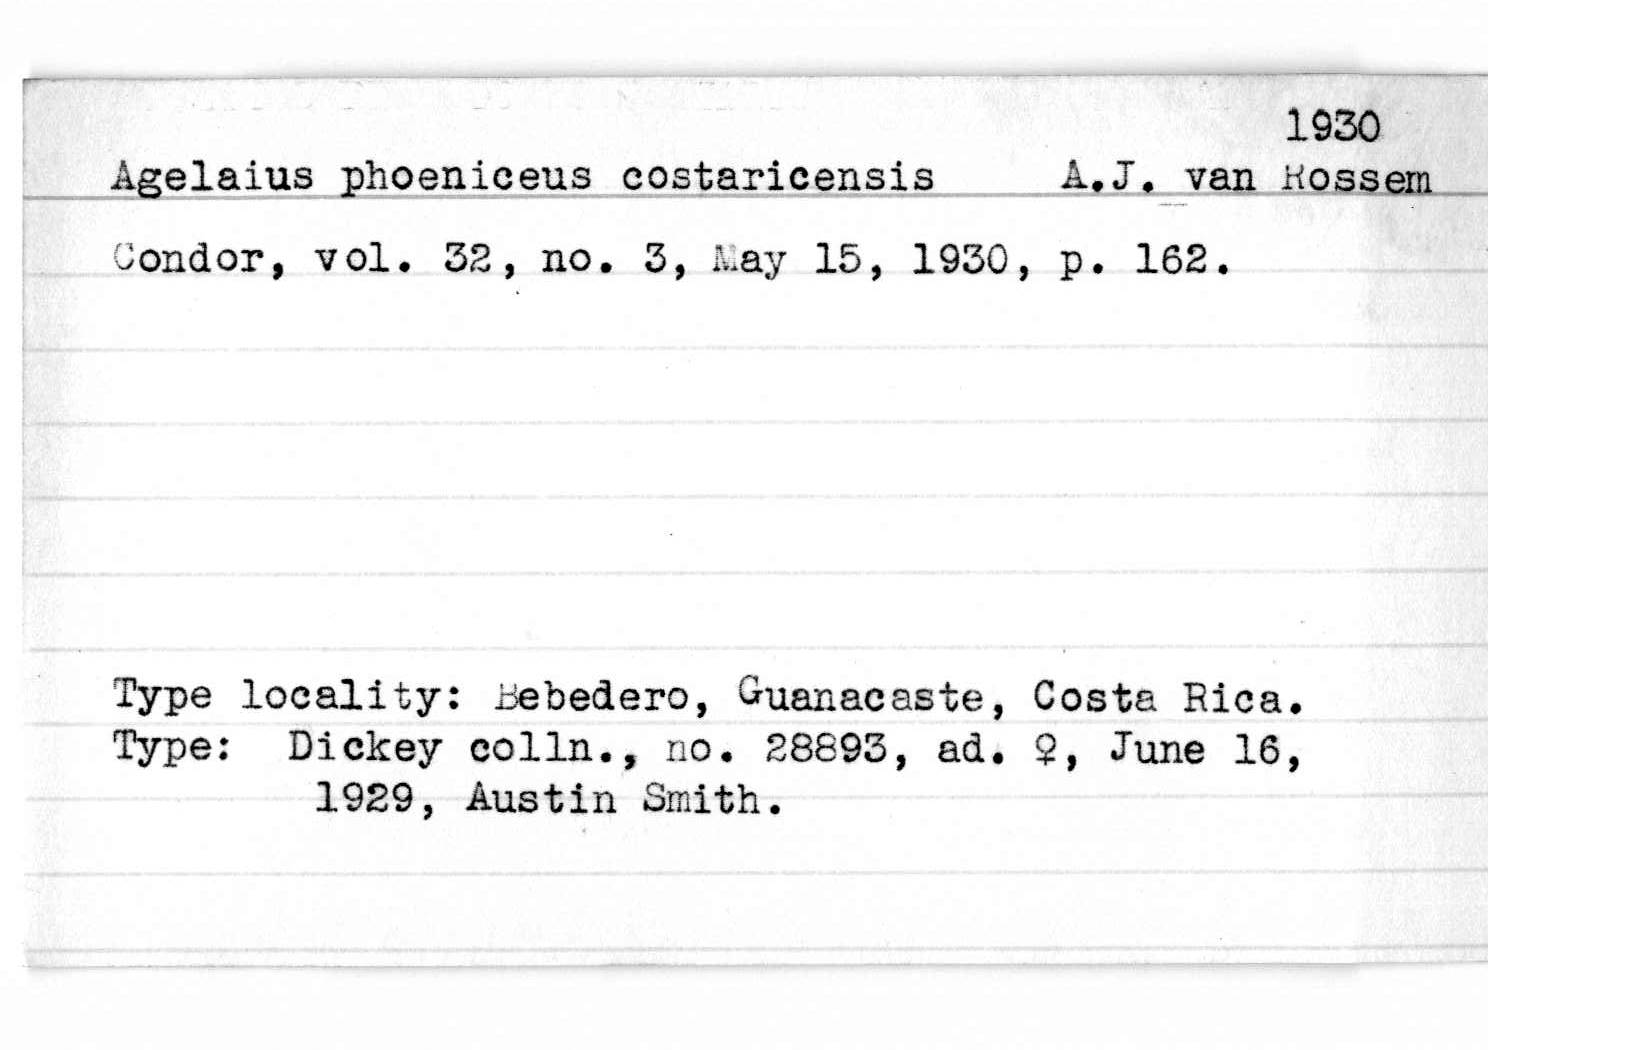 1930
Agelaius phoeniceus costaricensis A.J. van Rossem
Condor, vol. 32, no. 3, May 15, 1930, p. 162.
Type locality: Bebedero, Guanacaste, Costa Rica.
Type: Dickey colln., no. 28893, ad. ♀, June 16,
1929, Austin Smith.